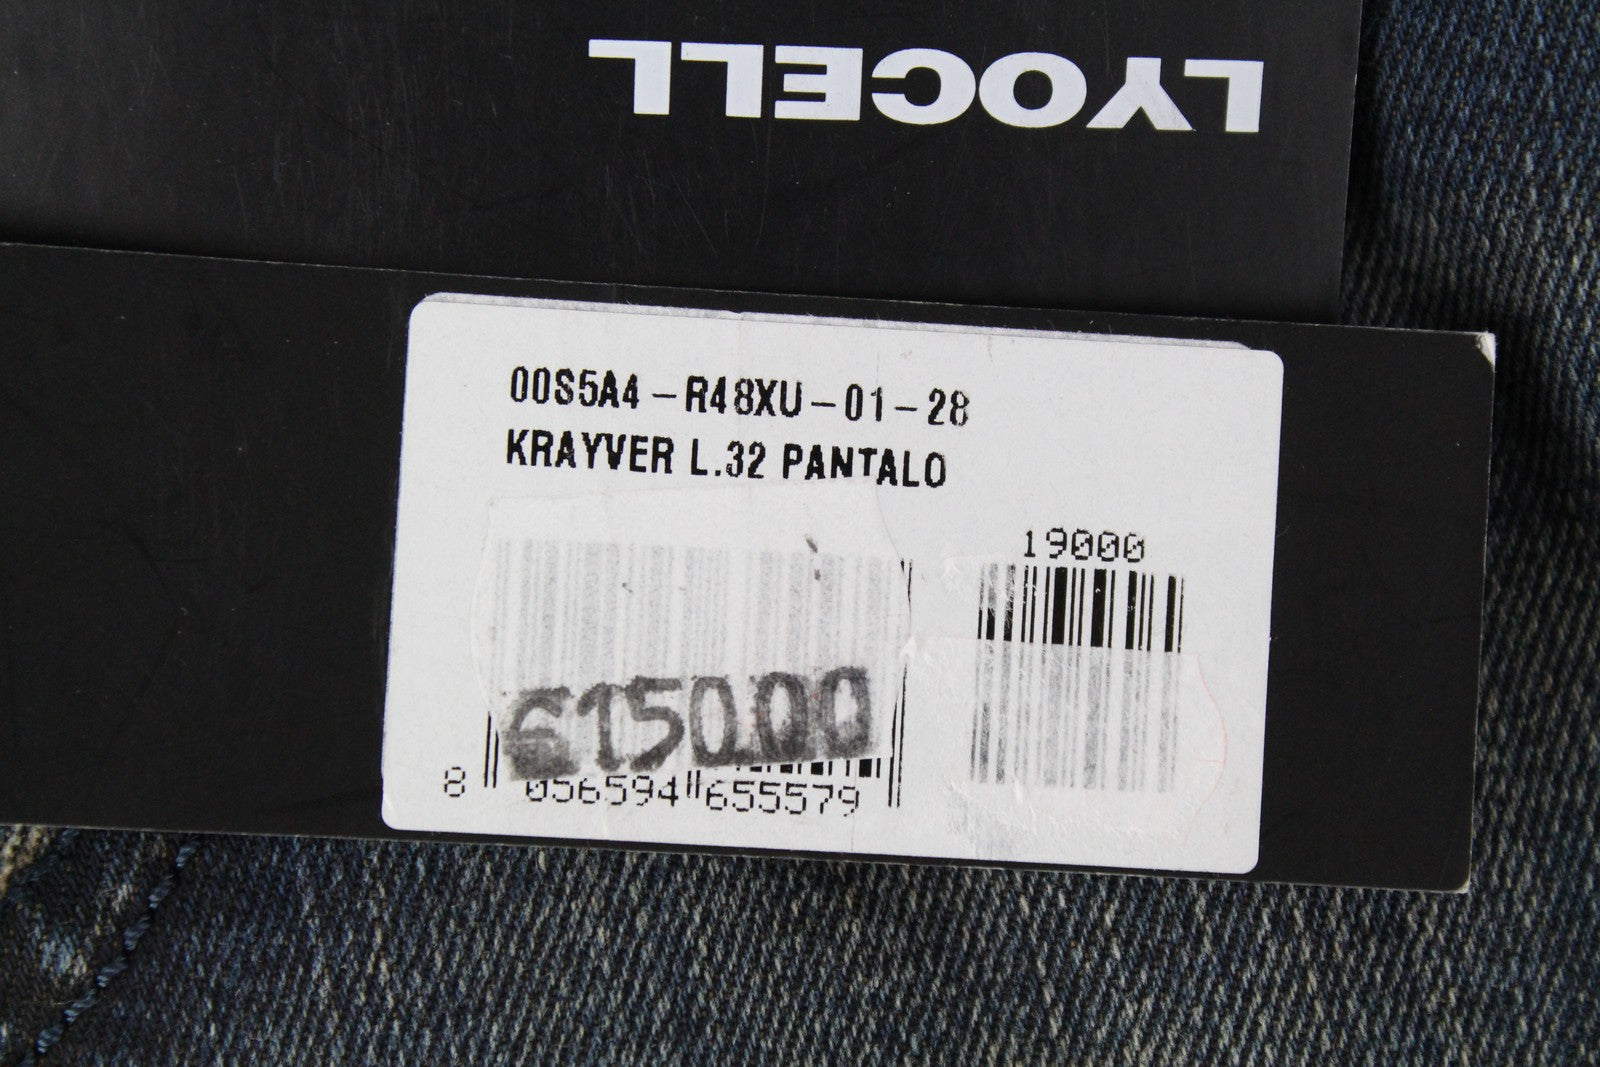 LYOCELL
00S5A4-R48XU-01-28
KRAYVER L.32 PANTALO
19000
€150.00
8 056594 655579